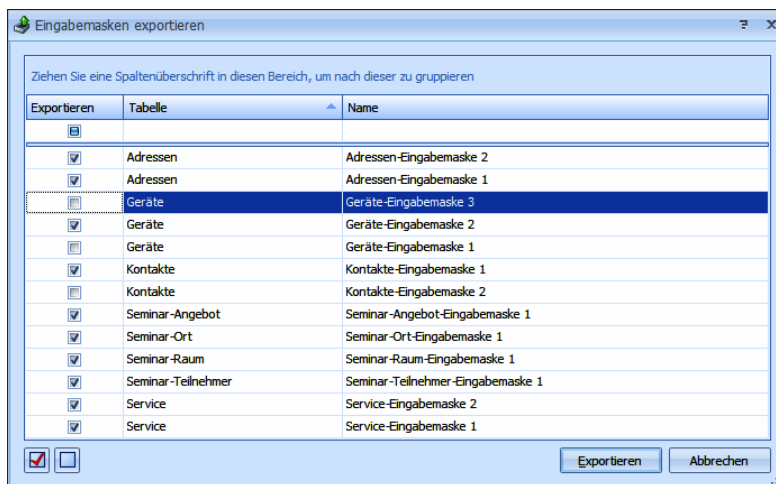 Eingabemasken exportieren
Ziehen Sie eine Spaltenüberschrift in diesen Bereich, um nach dieser zu gruppieren
Exportieren Tabelle Name
Adressen Adressen-Eingabemaske 2
Adressen Adressen-Eingabemaske 1
Geräte Geräte-Eingabemaske 3
Geräte Geräte-Eingabemaske 2
Geräte Geräte-Eingabemaske 1
Kontakte Kontakte-Eingabemaske 1
Kontakte Kontakte-Eingabemaske 2
Seminar-Angebot Seminar-Angebot-Eingabemaske 1
Seminar-Ort Seminar-Ort-Eingabemaske 1
Seminar-Raum Seminar-Raum-Eingabemaske 1
Seminar-Teilnehmer Seminar-Teilnehmer-Eingabemaske 1
Service Service-Eingabemaske 2
Service Service-Eingabemaske 1
Exportieren Abbrechen